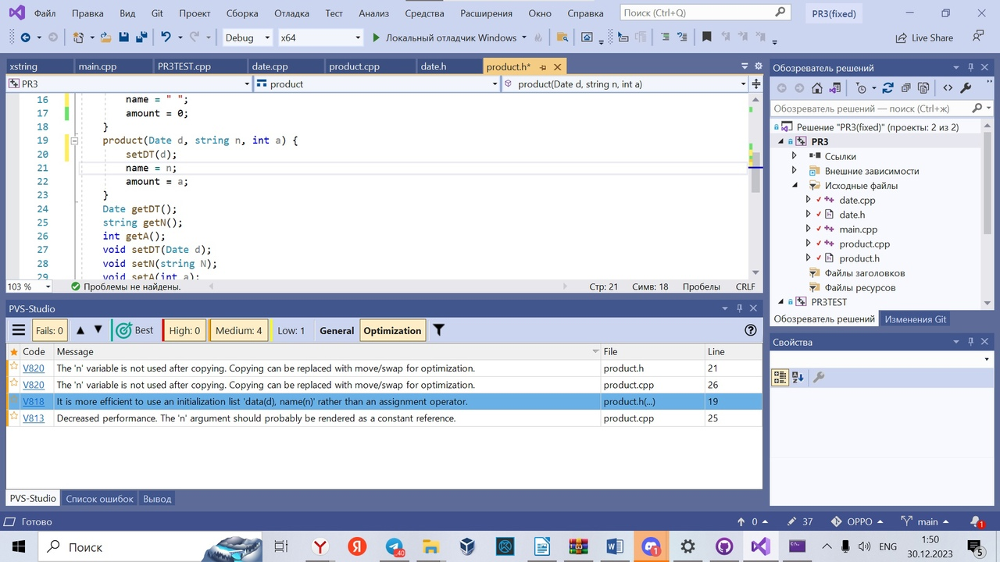 Файл Правка Вид Git Проект Сборка Отладка Тест Анализ Средства Расширения Окно Справка Поиск (Ctrl+Q) PR3(fixed)
Debug x64 Локальный отладчик Windows Live Share
xstring main.cpp PR3TEST.cpp date.cpp product.cpp date.h product.h*
PR3 product product(Date d, string n, int a)
16 name = " ";
17 amount = 0;
18 }
19 product(Date d, string n, int a) {
20 setDT(d);
21 name = n;
22 amount = a;
23 }
24 Date getDT();
25 string getN();
26 int getA();
27 void setDT(Date d);
28 void setN(string N);
29 void setA(int a);
103 % Проблемы не найдены. Стр: 21 Симв: 18 Пробелы CRLF
Обозреватель решений
Обозреватель решений — поиск (Ctrl+ж)
Решение "PR3(fixed)" (проекты: 2 из 2)
PR3
Ссылки
Внешние зависимости
Исходные файлы
date.cpp
date.h
main.cpp
product.cpp
product.h
Файлы заголовков
Файлы ресурсов
PR3TEST
Обозреватель решений Изменения Git
Свойства
PVS-Studio
Fails: 0 Best High: 0 Medium: 4 Low: 1 General Optimization
Code Message File Line
V820 The 'n' variable is not used after copying. Copying can be replaced with move/swap for optimization. product.h 21
V820 The 'n' variable is not used after copying. Copying can be replaced with move/swap for optimization. product.cpp 26
V818 It is more efficient to use an initialization list 'data(d), name(n)' rather than an assignment operator. product.h(...) 19
V813 Decreased performance. The 'n' argument should probably be rendered as a constant reference. product.cpp 25
PVS-Studio Список ошибок Вывод
Готово 0 37 OPPO main 1
Поиск 40 1 ENG 1:50 5
30.12.2023